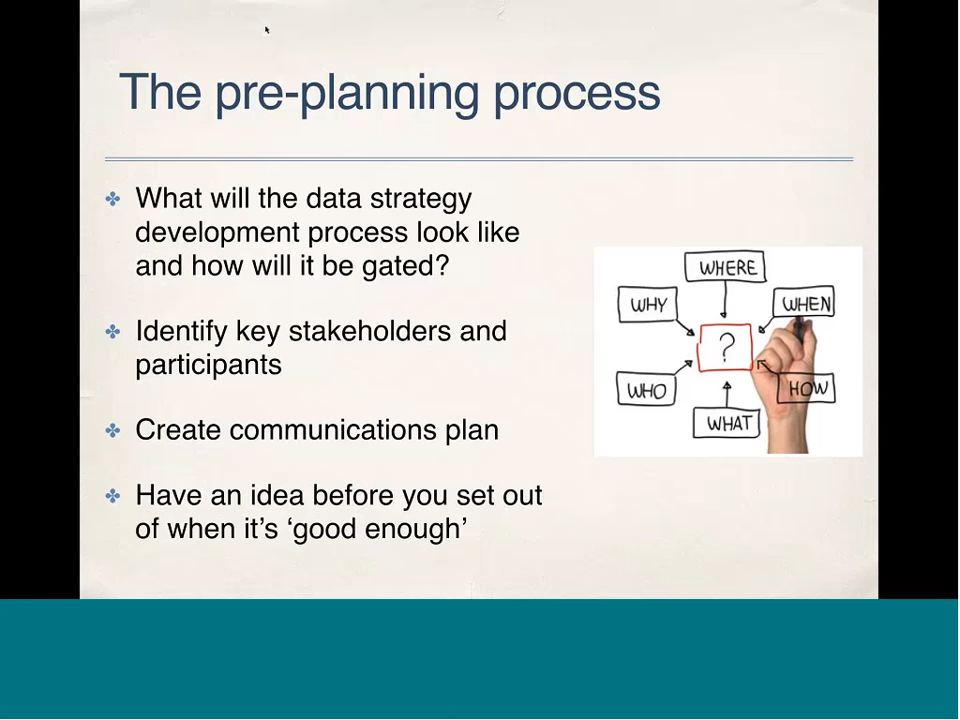 The pre-planning process
What will the data strategy
development process look like
and how will it be gated?
Identify key stakeholders and
participants
Create communications plan
Have an idea before you set out
of when it’s ‘good enough’
WHERE
WHY
WHEN
?
WHO
HOW
WHAT